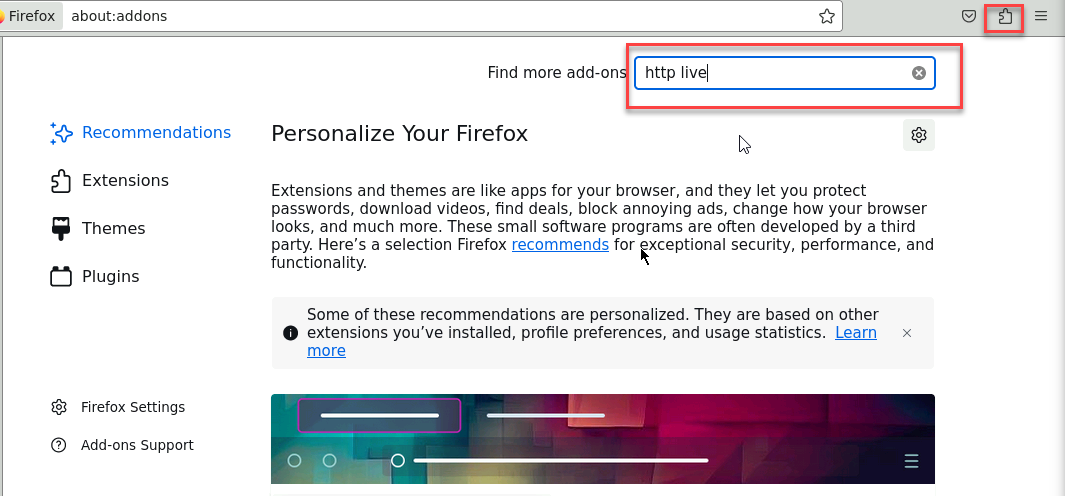 Firefox about:addons
Find more add-ons http live
Recommendations
Extensions
Themes
Plugins
Firefox Settings
Add-ons Support
Personalize Your Firefox
Extensions and themes are like apps for your browser, and they let you protect
passwords, download videos, find deals, block annoying ads, change how your browser
looks, and much more. These small software programs are often developed by a third
party. Here’s a selection Firefox recommends for exceptional security, performance, and
functionality.
Some of these recommendations are personalized. They are based on other
extensions you’ve installed, profile preferences, and usage statistics. Learn
more